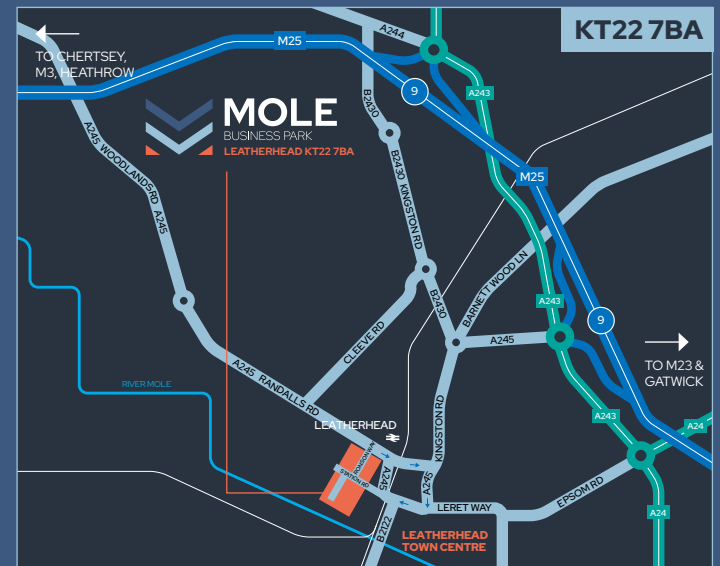 KT22 7BA
TO CHERTSEY,
M3, HEATHROW
M25
A244
9
A243
B2430
MOLE
BUSINESS PARK
LEATHERHEAD KT22 7BA
A245 WOODLANDS RD A245
B2430 KINGSTON RD
M25
BARNETT WOOD LN
B2430
A243
9
CLEEVE RD
A245
TO M23 &
GATWICK
A245 RANDALLS RD
RIVER MOLE
KINGSTON RD
A243
A24
LEATHERHEAD
STATION RD
A245
A245
LERET WAY
EPSOM RD
A24
B2122
LEATHERHEAD
TOWN CENTRE